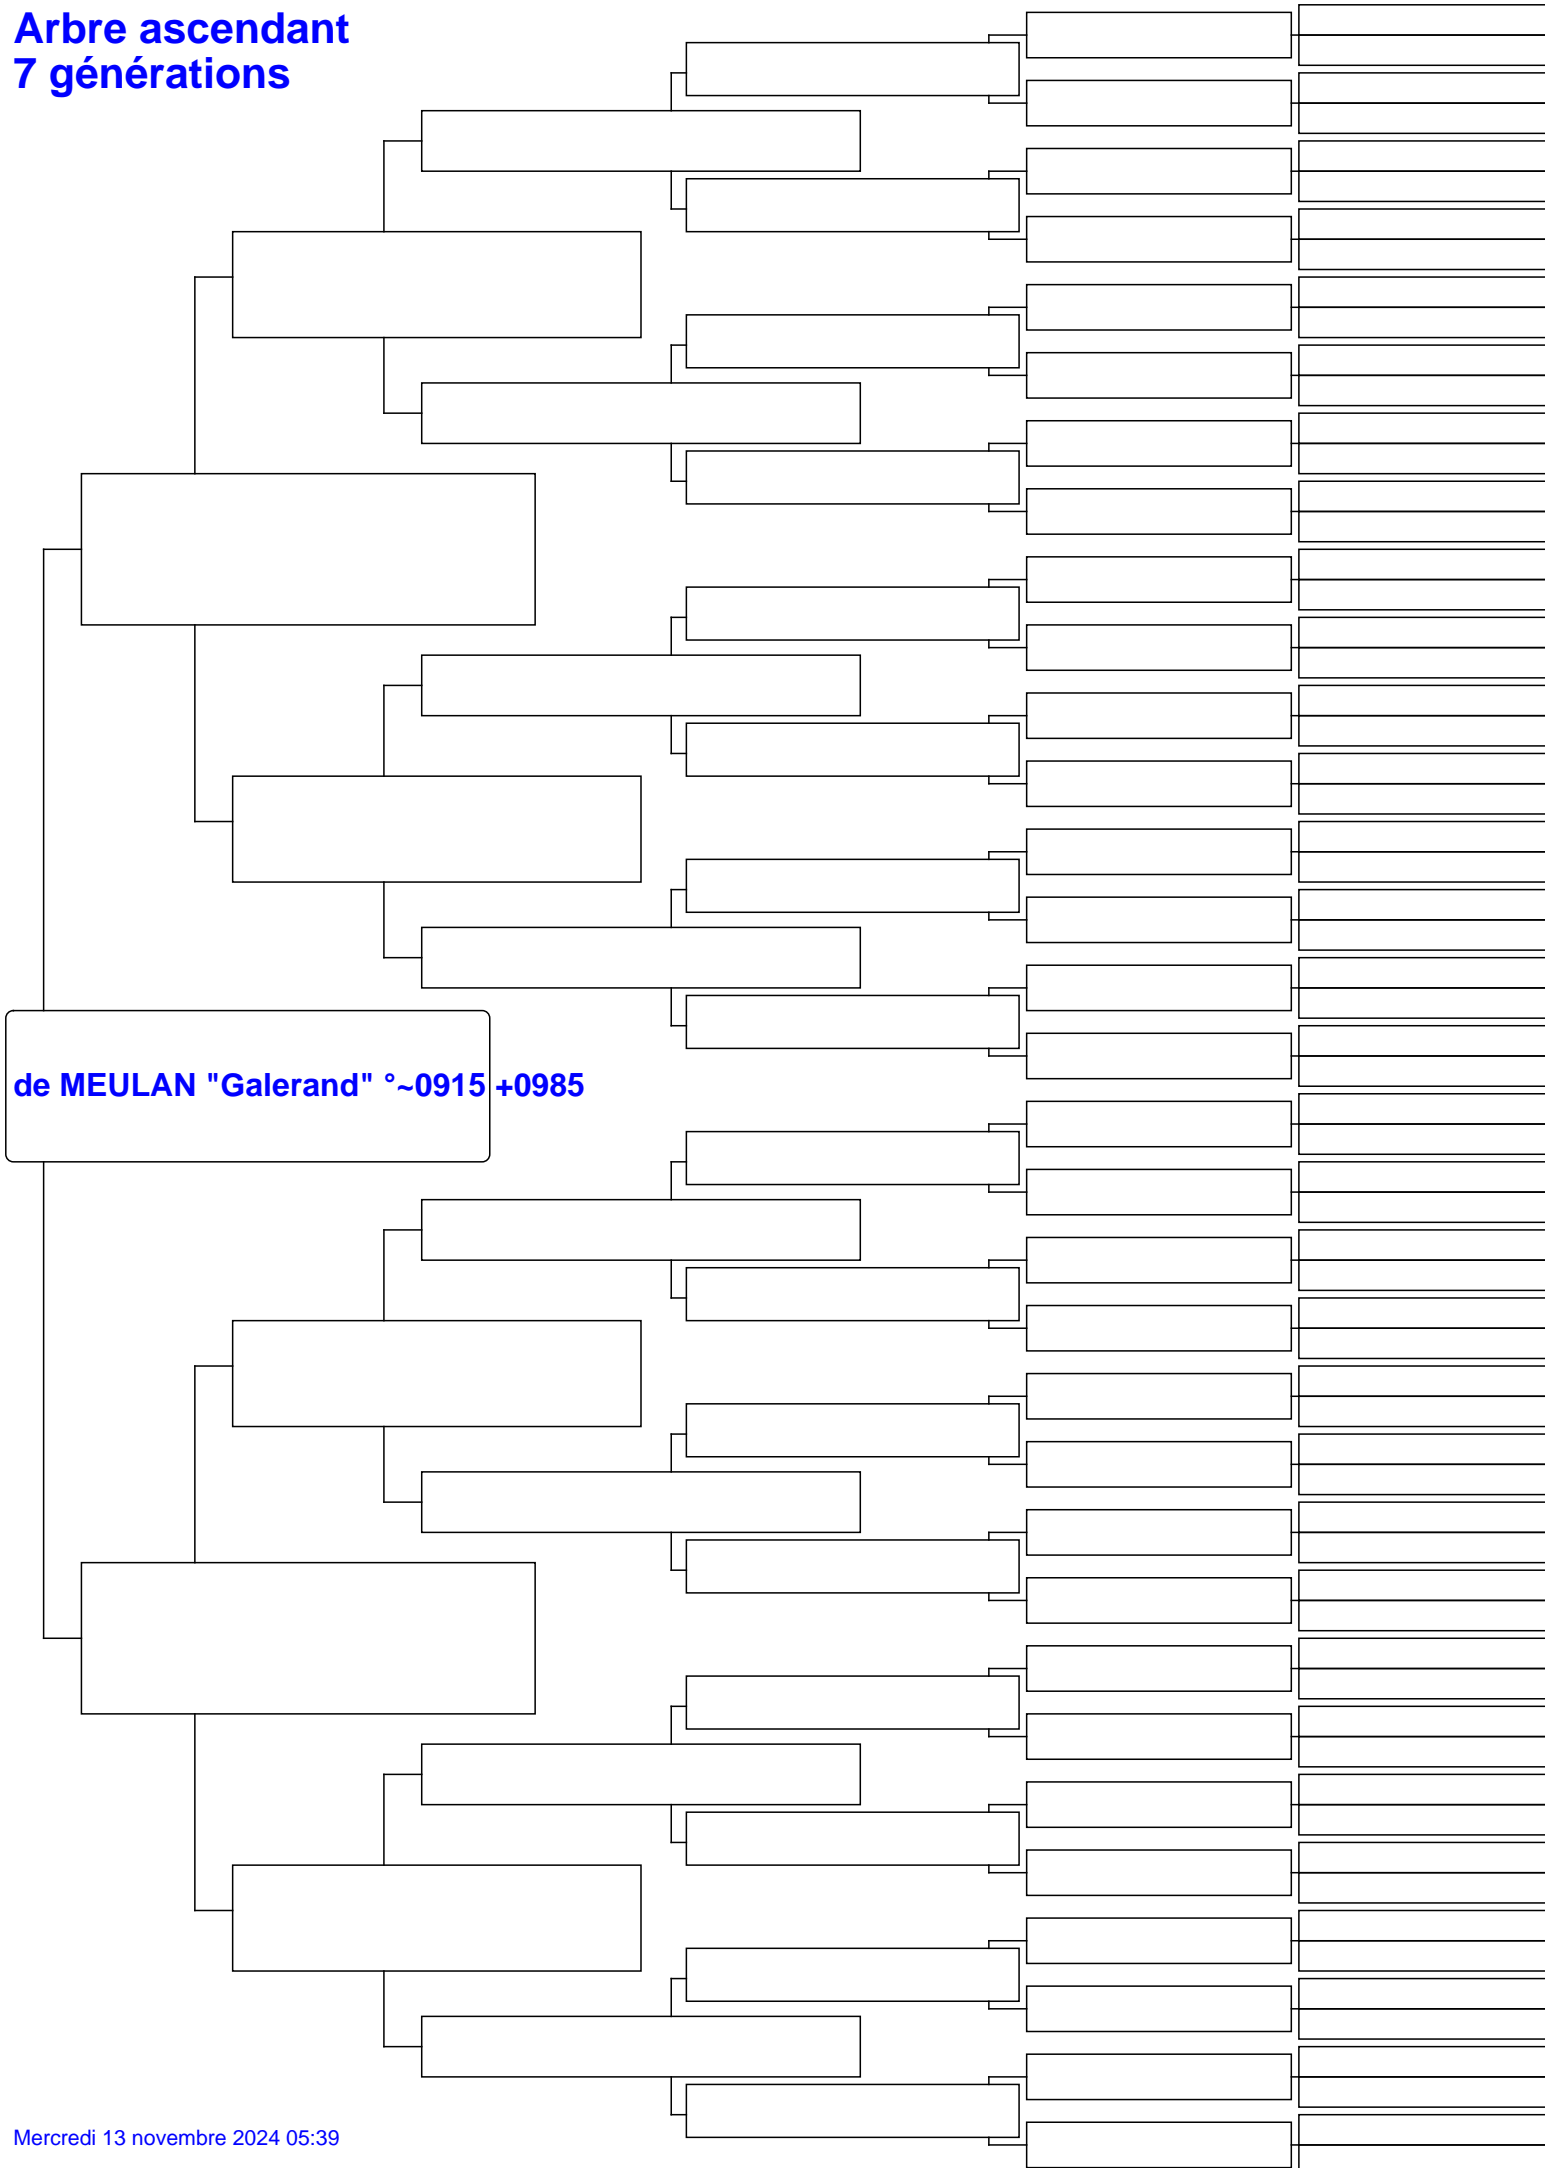 Arbre ascendant
7 générations
de MEULAN "Galerand" °~0915 +0985
Mercredi 13 novembre 2024 05:39